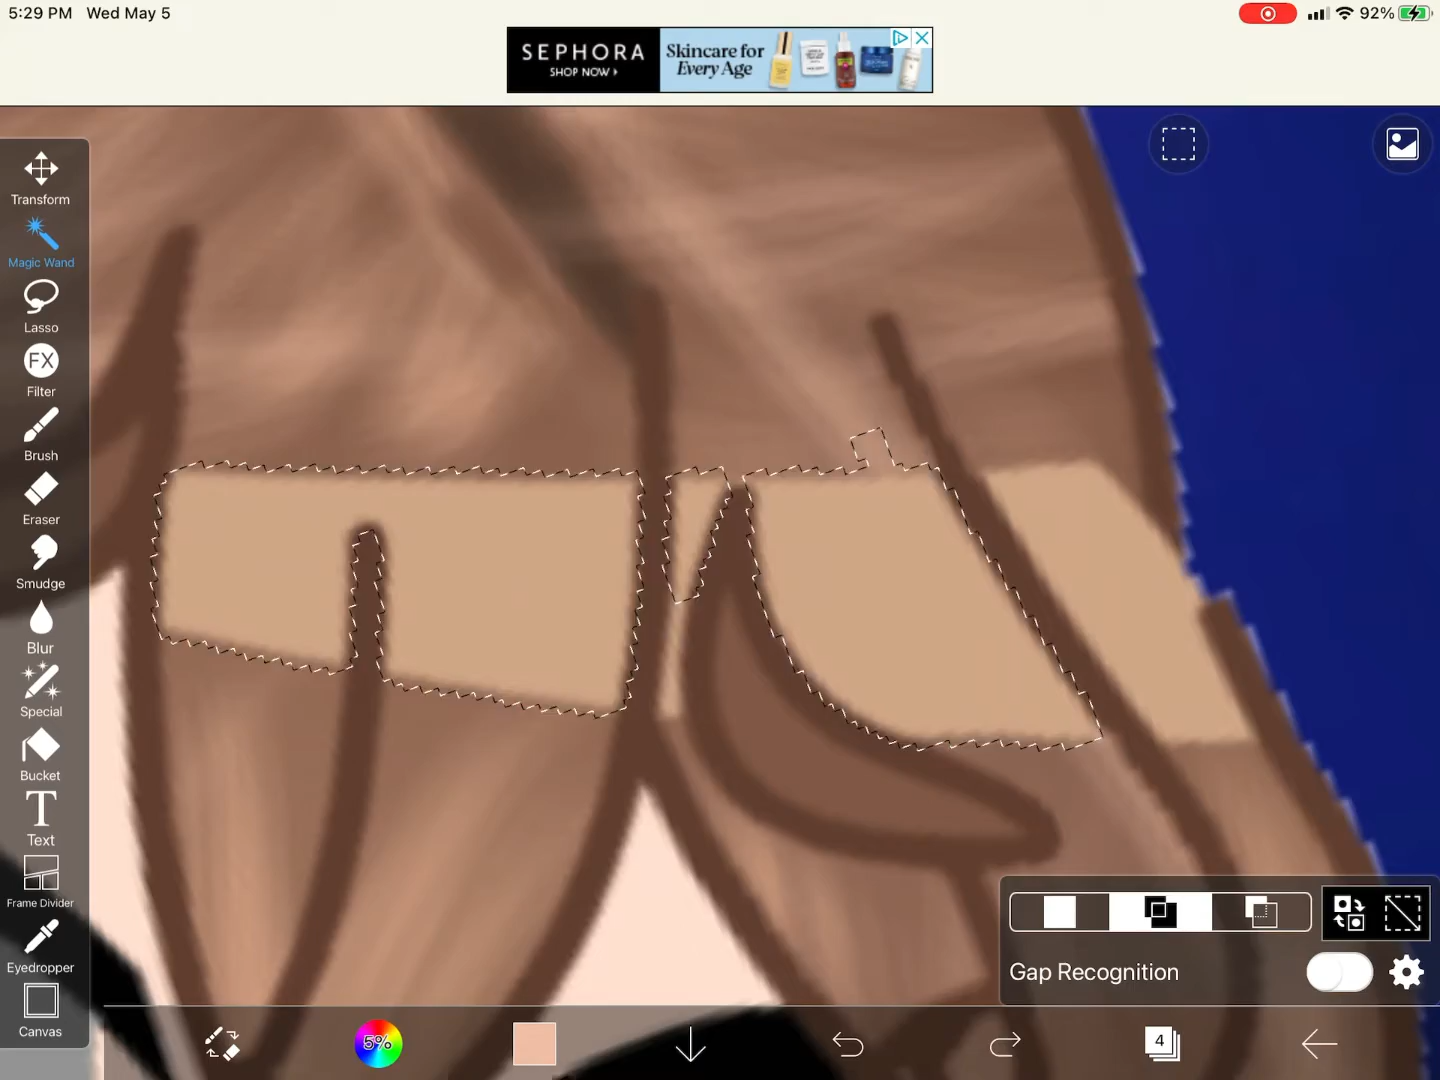 5:29 PM Wed May 5
92%
SEPHORA
SHOP NOW
Skincare for
Every Age
Transform
Magic Wand
Lasso
FX
Filter
Brush
Eraser
Smudge
Blur
Special
Bucket
T
Text
Frame Divider
Eyedropper
Canvas
Gap Recognition
5%
4